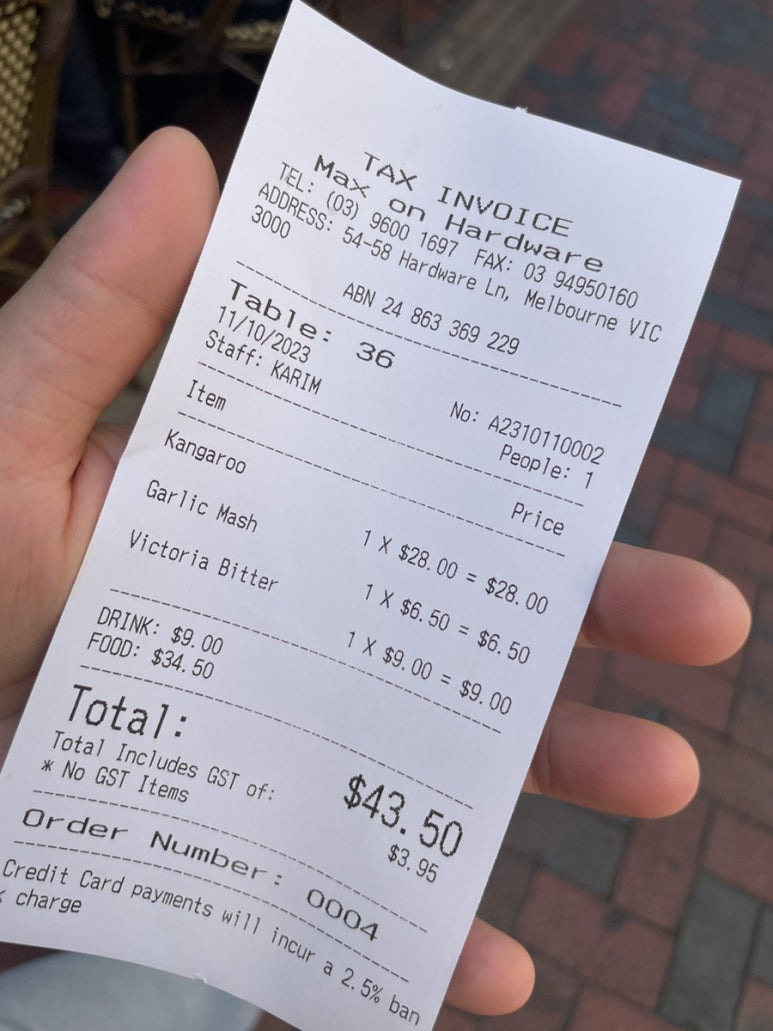 TAX INVOICE
Max on Hardware
TEL: (03) 9600 1697 FAX: 03 94950160
ADDRESS: 54-58 Hardware Ln, Melbourne VIC
3000
ABN 24 863 369 229
Table: 36
11/10/2023 No: A2310110002
Staff: KARIM People: 1
Item Price
Kangaroo
1 X $28.00 = $28.00
Garlic Mash
1 X $6.50 = $6.50
Victoria Bitter
1 X $9.00 = $9.00
DRINK: $9.00
FOOD: $34.50
Total: $43.50
Total Includes GST of: $3.95
* No GST Items
Order Number: 0004
Credit Card payments will incur a 2.5% ban
charge